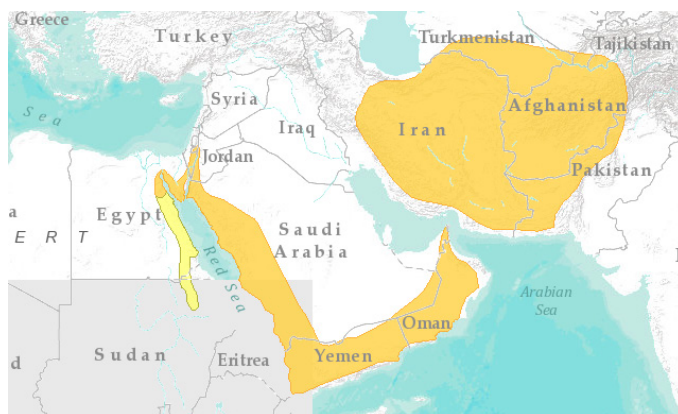 Greece
Turkey
Turkmenistan
Tajikistan
Sea
Syria
Iraq
Iran
Afghanistan
Jordan
Pakistan
a
Egypt
E R T
Saudi
Arabia
Red Sea
Arabian
Sea
Oman
d
Sudan
Eritrea
Yemen